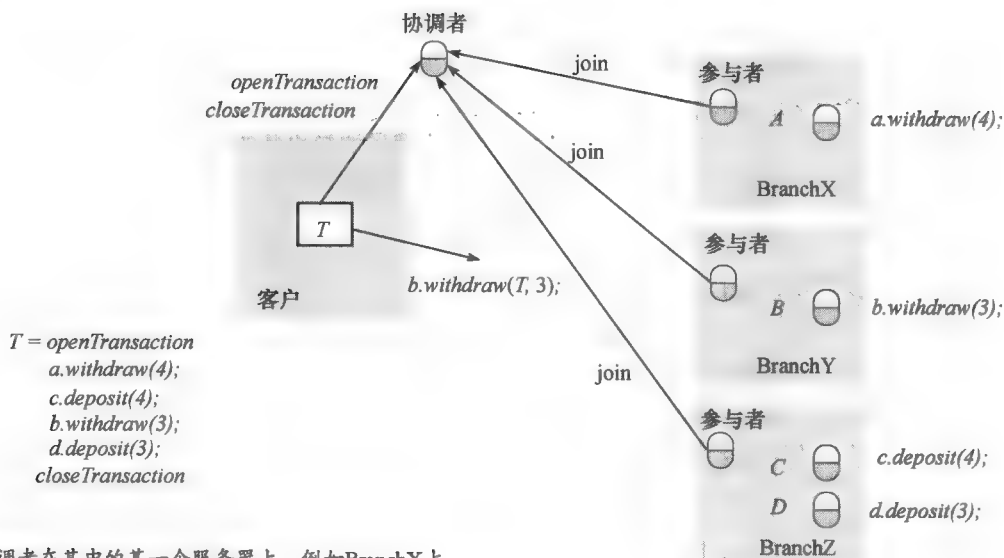 协调者
openTransaction
closeTransaction
join
参与者
A
a.withdraw(4);
BranchX
join
T
客户
b.withdraw(T, 3);
参与者
B
b.withdraw(3);
BranchY
T = openTransaction
a.withdraw(4);
c.deposit(4);
b.withdraw(3);
d.deposit(3);
closeTransaction
join
参与者
C
c.deposit(4);
D
d.deposit(3);
BranchZ